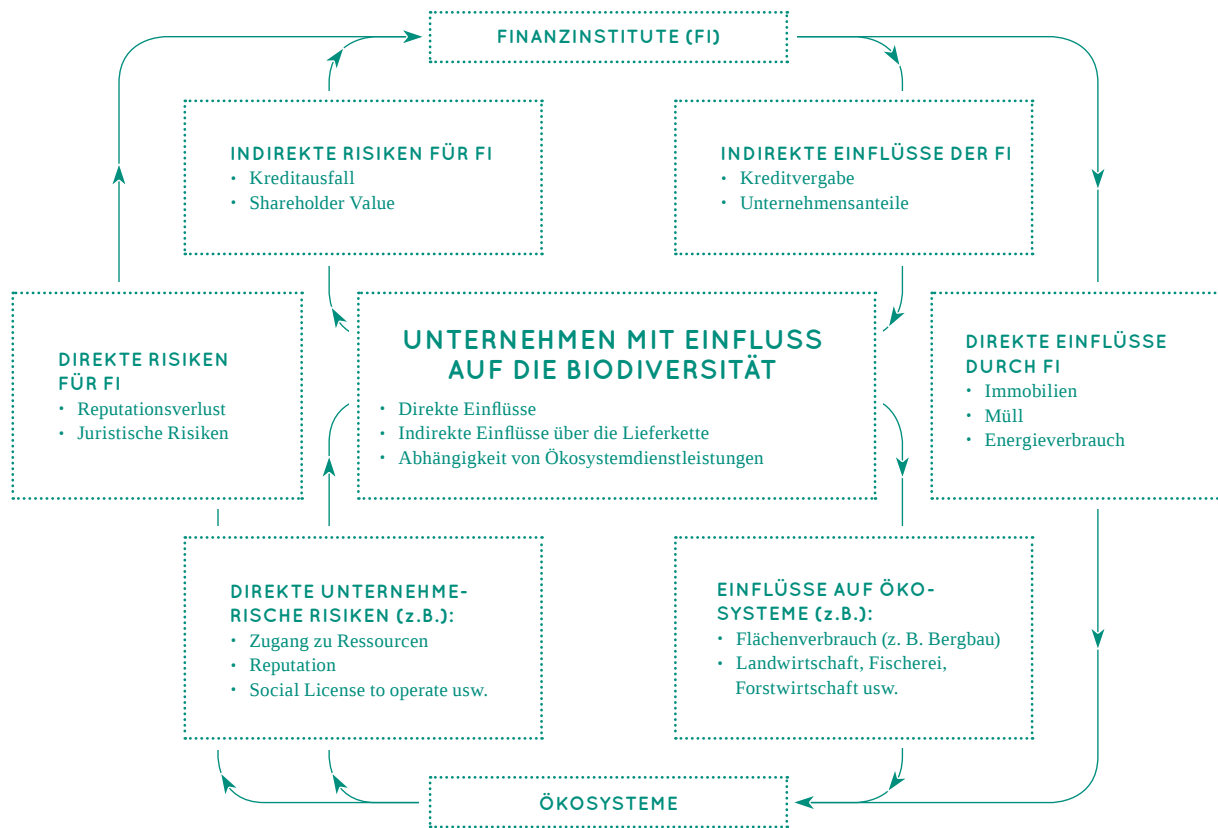 FINANZINSTITUTE (FI)
INDIREKTE RISIKEN FÜR FI
• Kreditausfall
• Shareholder Value
INDIREKTE EINFLÜSSE DER FI
• Kreditvergabe
• Unternehmensanteile
DIREKTE RISIKEN
FÜR FI
• Reputationsverlust
• Juristische Risiken
UNTERNEHMEN MIT EINFLUSS
AUF DIE BIODIVERSITÄT
• Direkte Einflüsse
• Indirekte Einflüsse über die Lieferkette
• Abhängigkeit von Ökosystemdienstleistungen
DIREKTE EINFLÜSSE
DURCH FI
• Immobilien
• Müll
• Energieverbrauch
DIREKTE UNTERNEHME-
RISCHE RISIKEN (z.B.):
• Zugang zu Ressourcen
• Reputation
• Social License to operate usw.
EINFLÜSSE AUF ÖKO-
SYSTEME (z.B.):
• Flächenverbrauch (z. B. Bergbau)
• Landwirtschaft, Fischerei,
Forstwirtschaft usw.
ÖKOSYSTEME